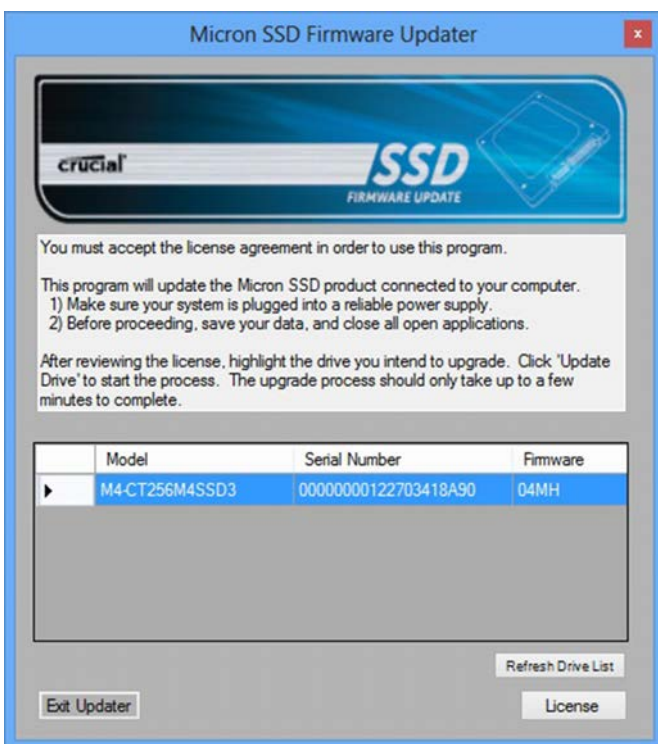 Micron SSD Firmware Updater
x
crucial
SSD
FIRMWARE UPDATE
You must accept the license agreement in order to use this program.
This program will update the Micron SSD product connected to your computer.
1) Make sure your system is plugged into a reliable power supply.
2) Before proceeding, save your data, and close all open applications.
After reviewing the license, highlight the drive you intend to upgrade. Click 'Update
Drive' to start the process. The upgrade process should only take up to a few
minutes to complete.
Model Serial Number Firmware
M4-CT256M4SSD3 00000000122703418A90 04MH
Refresh Drive List
Exit Updater License